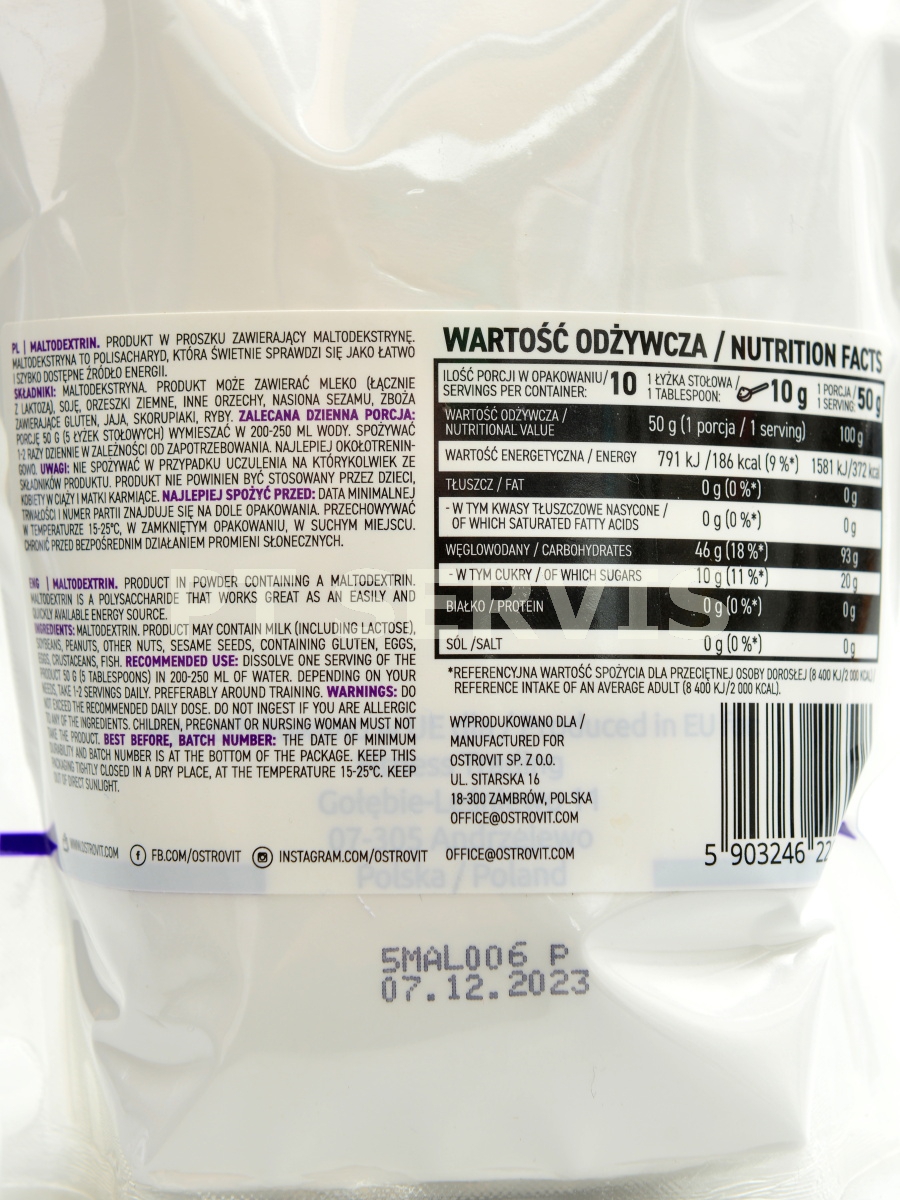 PL | MALTODEXTRIN. PRODUKT W PROSZKU ZAWIERAJĄCY MALTODEKSTRYNĘ.
MALTODEKSTRYNA TO POLISACHARYD, KTÓRA ŚWIETNIE SPRAWDZI SIĘ JAKO ŁATWO
I SZYBKO DOSTĘPNE ŹRÓDŁO ENERGII.
SKŁADNIKI: MALTODEKSTRYNA. PRODUKT MOŻE ZAWIERAĆ MLEKO (ŁĄCZNIE
Z LAKTOZĄ), SOJĘ, ORZESZKI ZIEMNE, INNE ORZECHY, NASIONA SEZAMU, ZBOŻA
ZAWIERAJĄCE GLUTEN, JAJA, SKORUPIAKI, RYBY. ZALECANA DZIENNA PORCJA:
PORCJĘ 50 G (5 ŁYŻEK STOŁOWYCH) WYMIESZAĆ W 200-250 ML WODY. SPOŻYWAĆ
1-2 RAZY DZIENNIE W ZALEŻNOŚCI OD ZAPOTRZEBOWANIA. NAJLEPIEJ OKOŁOTRENIN-
GOWO. UWAGI: NIE SPOŻYWAĆ W PRZYPADKU UCZULENIA NA KTÓRYKOLWIEK ZE
SKŁADNIKÓW PRODUKTU. PRODUKT NIE POWINIEN BYĆ STOSOWANY PRZEZ DZIECI,
KOBIETY W CIĄŻY I MATKI KARMIĄCE. NAJLEPIEJ SPOŻYĆ PRZED: DATA MINIMALNEJ
TRWAŁOŚCI I NUMER PARTII ZNAJDUJE SIĘ NA DOLE OPAKOWANIA. PRZECHOWYWAĆ
W TEMPERATURZE 15-25°C, W ZAMKNIĘTYM OPAKOWANIU, W SUCHYM MIEJSCU.
CHRONIĆ PRZED BEZPOŚREDNIM DZIAŁANIEM PROMIENI SŁONECZNYCH.
ENG | MALTODEXTRIN. PRODUCT IN POWDER CONTAINING A MALTODEXTRIN.
MALTODEXTRIN IS A POLYSACCHARIDE THAT WORKS GREAT AS AN EASILY AND
QUICKLY AVAILABLE ENERGY SOURCE.
INGREDIENTS: MALTODEXTRIN. PRODUCT MAY CONTAIN MILK (INCLUDING LACTOSE),
SOYBEANS, PEANUTS, OTHER NUTS, SESAME SEEDS, CONTAINING GLUTEN, EGGS,
EGGS, CRUSTACEANS, FISH. RECOMMENDED USE: DISSOLVE ONE SERVING OF THE
PRODUCT 50 G (5 TABLESPOONS) IN 200-250 ML OF WATER. DEPENDING ON YOUR
NEEDS, TAKE 1-2 SERVINGS DAILY. PREFERABLY AROUND TRAINING. WARNINGS: DO
NOT EXCEED THE RECOMMENDED DAILY DOSE. DO NOT INGEST IF YOU ARE ALLERGIC
TO ANY OF THE INGREDIENTS. CHILDREN, PREGNANT OR NURSING WOMAN MUST NOT
TAKE THE PRODUCT. BEST BEFORE, BATCH NUMBER: THE DATE OF MINIMUM
DURABILITY AND BATCH NUMBER IS AT THE BOTTOM OF THE PACKAGE. KEEP THIS
PACKAGING TIGHTLY CLOSED IN A DRY PLACE, AT THE TEMPERATURE 15-25°C. KEEP
OUT OF DIRECT SUNLIGHT.
WWW.OSTROVIT.COM FB.COM/OSTROVIT INSTAGRAM.COM/OSTROVIT OFFICE@OSTROVIT.COM
WARTOŚĆ ODŻYWCZA / NUTRITION FACTS
ILOŚĆ PORCJI W OPAKOWANIU/ SERVINGS PER CONTAINER: 10 1 ŁYŻKA STOŁOWA / 1 TABLESPOON: 10 g 1 PORCJA / 1 SERVING: 50 g
WARTOŚĆ ODŻYWCZA / NUTRITIONAL VALUE 50 g (1 porcja / 1 serving) 100 g
WARTOŚĆ ENERGETYCZNA / ENERGY 791 kJ /186 kcal (9 %*) 1581 kJ/372 kcal
TŁUSZCZ / FAT 0 g (0 %*) 0 g
- W TYM KWASY TŁUSZCZOWE NASYCONE / OF WHICH SATURATED FATTY ACIDS 0 g (0 %*) 0 g
WĘGLOWODANY / CARBOHYDRATES 46 g (18 %*) 93 g
- W TYM CUKRY / OF WHICH SUGARS 10 g (11 %*) 20 g
BIAŁKO / PROTEIN 0 g (0 %*) 0 g
SÓL /SALT 0 g (0 %*) 0 g
*REFERENCYJNA WARTOŚĆ SPOŻYCIA DLA PRZECIĘTNEJ OSOBY DOROSŁEJ (8 400 KJ/2 000 KCAL) /
REFERENCE INTAKE OF AN AVERAGE ADULT (8 400 KJ/2 000 KCAL).
WYPRODUKOWANO DLA /
MANUFACTURED FOR
OSTROVIT SP. Z O.O.
UL. SITARSKA 16
18-300 ZAMBRÓW, POLSKA
OFFICE@OSTROVIT.COM
5 903246 22
PT SERVIS
07-305 Andrzejewo
Polska / Poland
5MAL006 P
07.12.2023